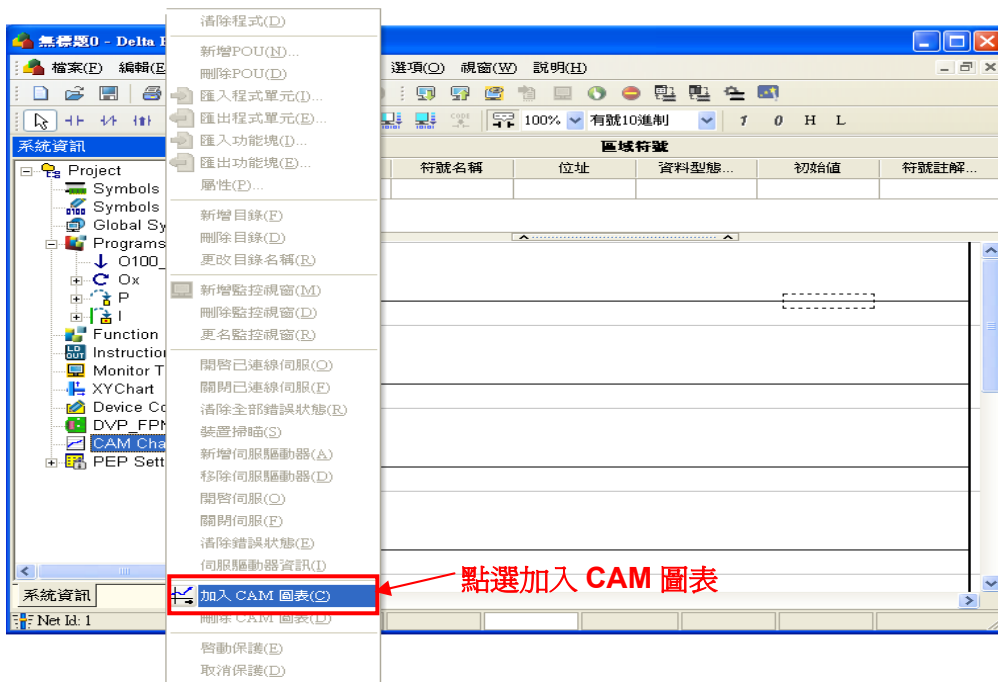 無標題0 - Delta
檔案(F) 編輯(E 選項(O) 視窗(W) 說明(H)
100% 有號10進制 1 0 H L
系統資訊
Project
Symbols
Symbols
Global Sy
Programs
O100_
Ox
P
I
Function
Instruction
Monitor T
XYChart
Device Co
DVP_FPM
CAM Cha
PEP Sett
系統資訊
Net Id: 1
清除程式(D)
新增POU(N)...
刪除POU(D)
匯入程式單元(I)...
匯出程式單元(E)...
匯入功能塊(I)...
匯出功能塊(E)...
屬性(P)...
新增目錄(F)
刪除目錄(D)
更改目錄名稱(R)
新增監控視窗(M)
刪除監控視窗(D)
更名監控視窗(R)
開啓已連線伺服(O)
關閉已連線伺服(F)
清除全部錯誤狀態(R)
裝置掃瞄(S)
新增伺服驅動器(A)
移除伺服驅動器(D)
開啓伺服(O)
關閉伺服(F)
清除錯誤狀態(E)
伺服驅動器資訊(I)
加入 CAM 圖表(C)
刪除 CAM 圖表(D)
啓動保護(E)
取消保護(D)
區域符號
符號名稱 位址 資料型態... 初始值 符號註解...
點選加入 CAM 圖表